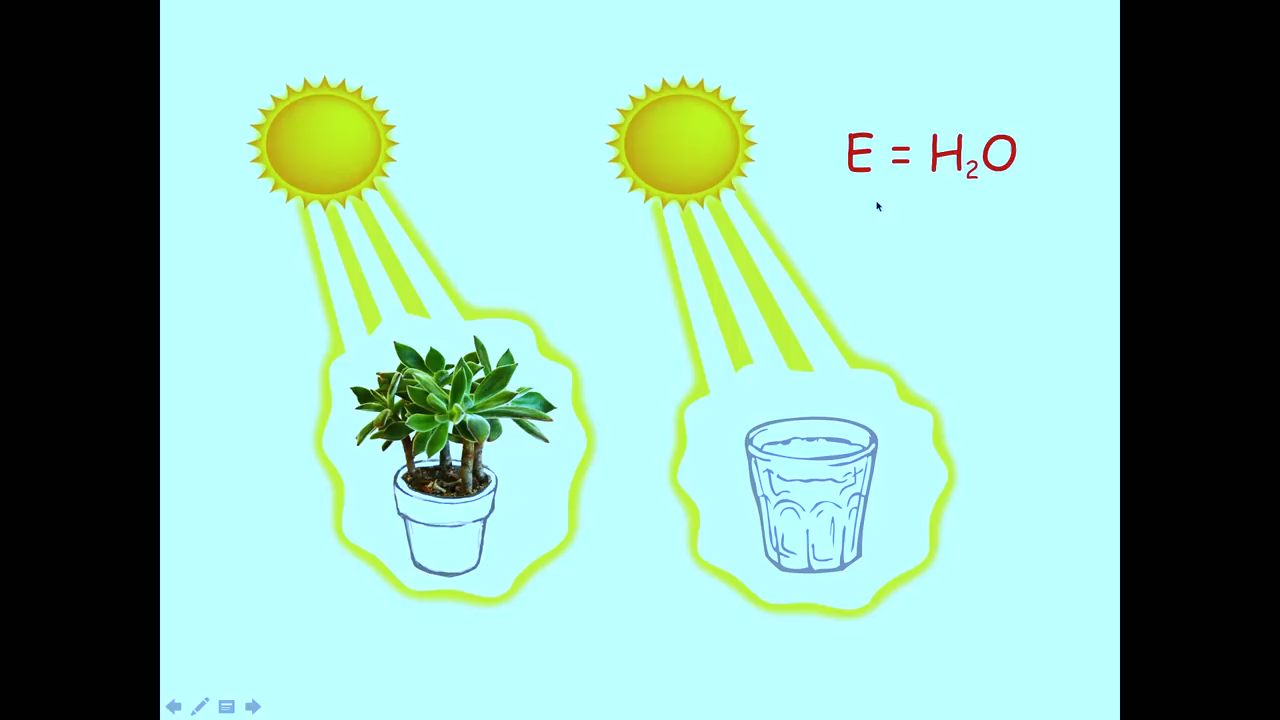 E = H₂O